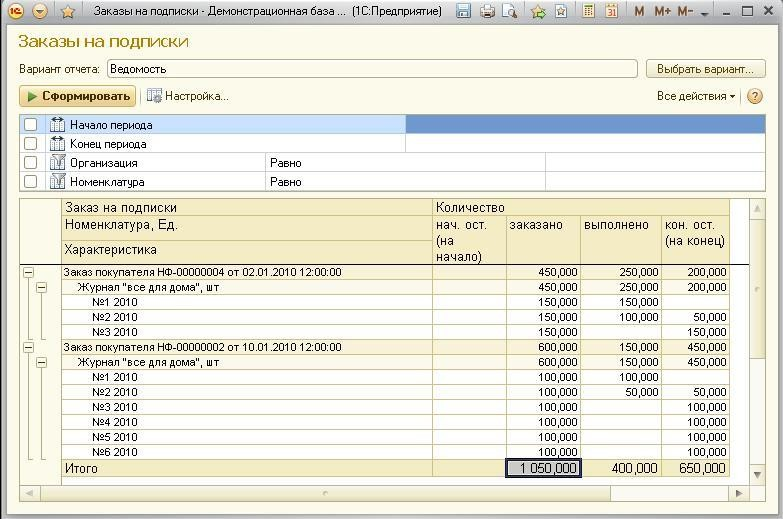 Заказы на подписки - Демонстрационная база ... (1С:Предприятие) M M+ M-
Заказы на подписки
Вариант отчета: Ведомость Выбрать вариант...
Сформировать Настройка... Все действия ?
Начало периода
Конец периода
Организация Равно
Номенклатура Равно
Заказ на подписки Количество
Номенклатура, Ед. нач. ост. (на начало) заказано выполнено кон. ост. (на конец)
Характеристика
Заказ покупателя НФ-00000004 от 02.01.2010 12:00:00 450,000 250,000 200,000
Журнал "все для дома", шт 450,000 250,000 200,000
№1 2010 150,000 150,000
№2 2010 150,000 100,000 50,000
№3 2010 150,000 150,000
Заказ покупателя НФ-00000002 от 10.01.2010 12:00:00 600,000 150,000 450,000
Журнал "все для дома", шт 600,000 150,000 450,000
№1 2010 100,000 100,000
№2 2010 100,000 50,000 50,000
№3 2010 100,000 100,000
№4 2010 100,000 100,000
№5 2010 100,000 100,000
№6 2010 100,000 100,000
Итого 1 050,000 400,000 650,000